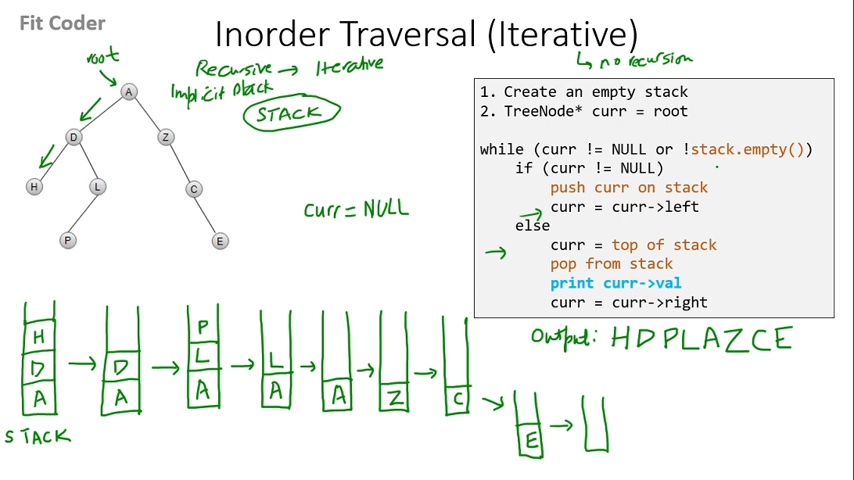 Fit Coder
Inorder Traversal (Iterative)
↳ no recursion
root
Recursive → Iterative
Implicit Stack
STACK
A
D
Z
H
L
C
P
E
curr = NULL
1. Create an empty stack
2. TreeNode* curr = root
while (curr != NULL or !stack.empty())
if (curr != NULL)
push curr on stack
curr = curr->left
else
curr = top of stack
pop from stack
print curr->val
curr = curr->right
Output: HDPLAZCE
H
D
A
D
A
P
L
A
L
A
A
Z
C
E
STACK